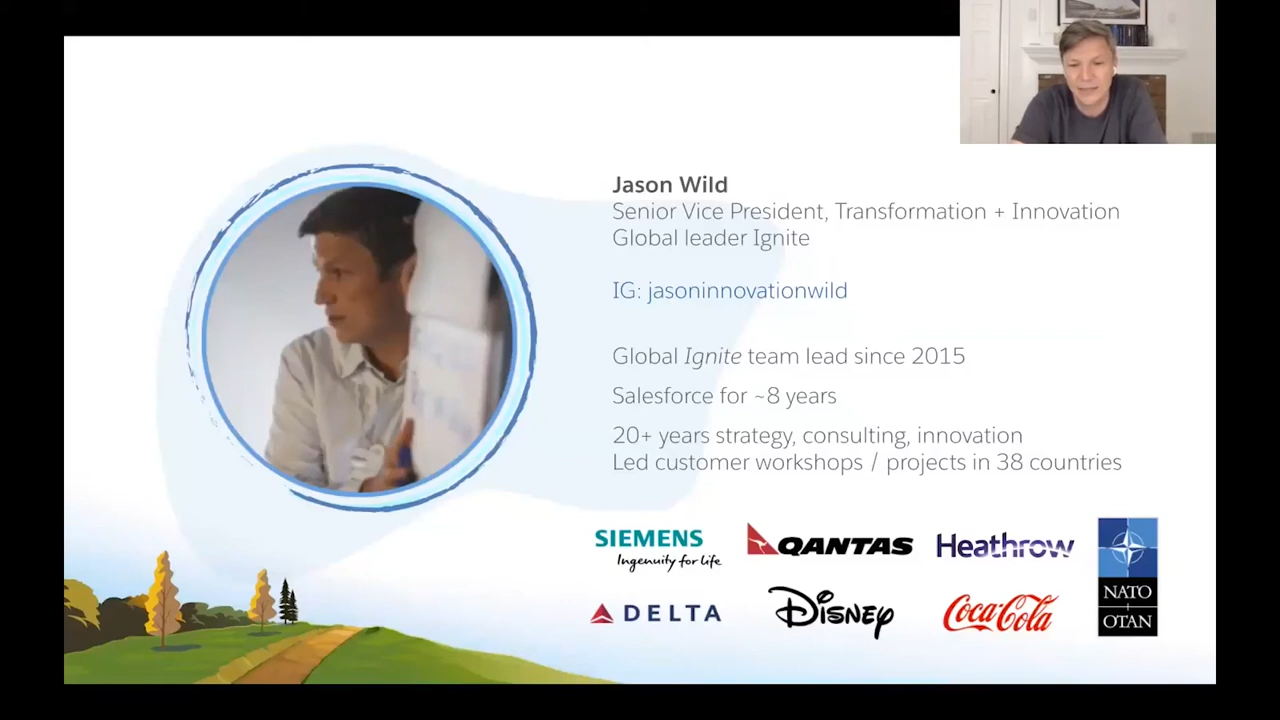 Jason Wild
Senior Vice President, Transformation + Innovation
Global leader Ignite
IG: jasoninnovationwild
Global Ignite team lead since 2015
Salesforce for ~8 years
20+ years strategy, consulting, innovation
Led customer workshops / projects in 38 countries
SIEMENS
Ingenuity for life
QANTAS
Heathrow
NATO
OTAN
DELTA
DISNEY
Coca-Cola